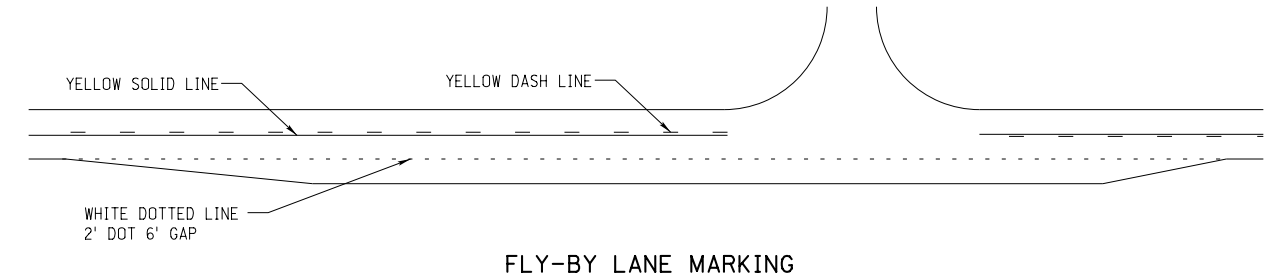 YELLOW SOLID LINE
YELLOW DASH LINE
WHITE DOTTED LINE
2' DOT 6' GAP
FLY-BY LANE MARKING